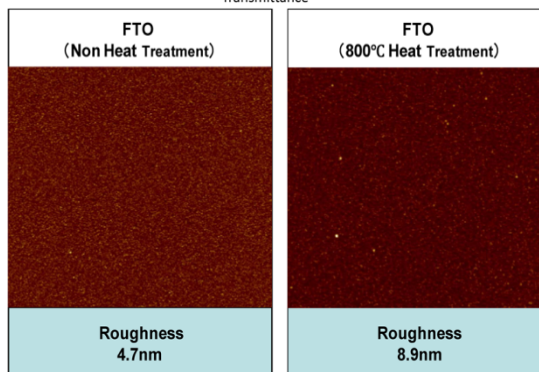 Transmittance
FTO
(Non Heat Treatment)
Roughness
4.7nm
FTO
(800℃ Heat Treatment)
Roughness
8.9nm